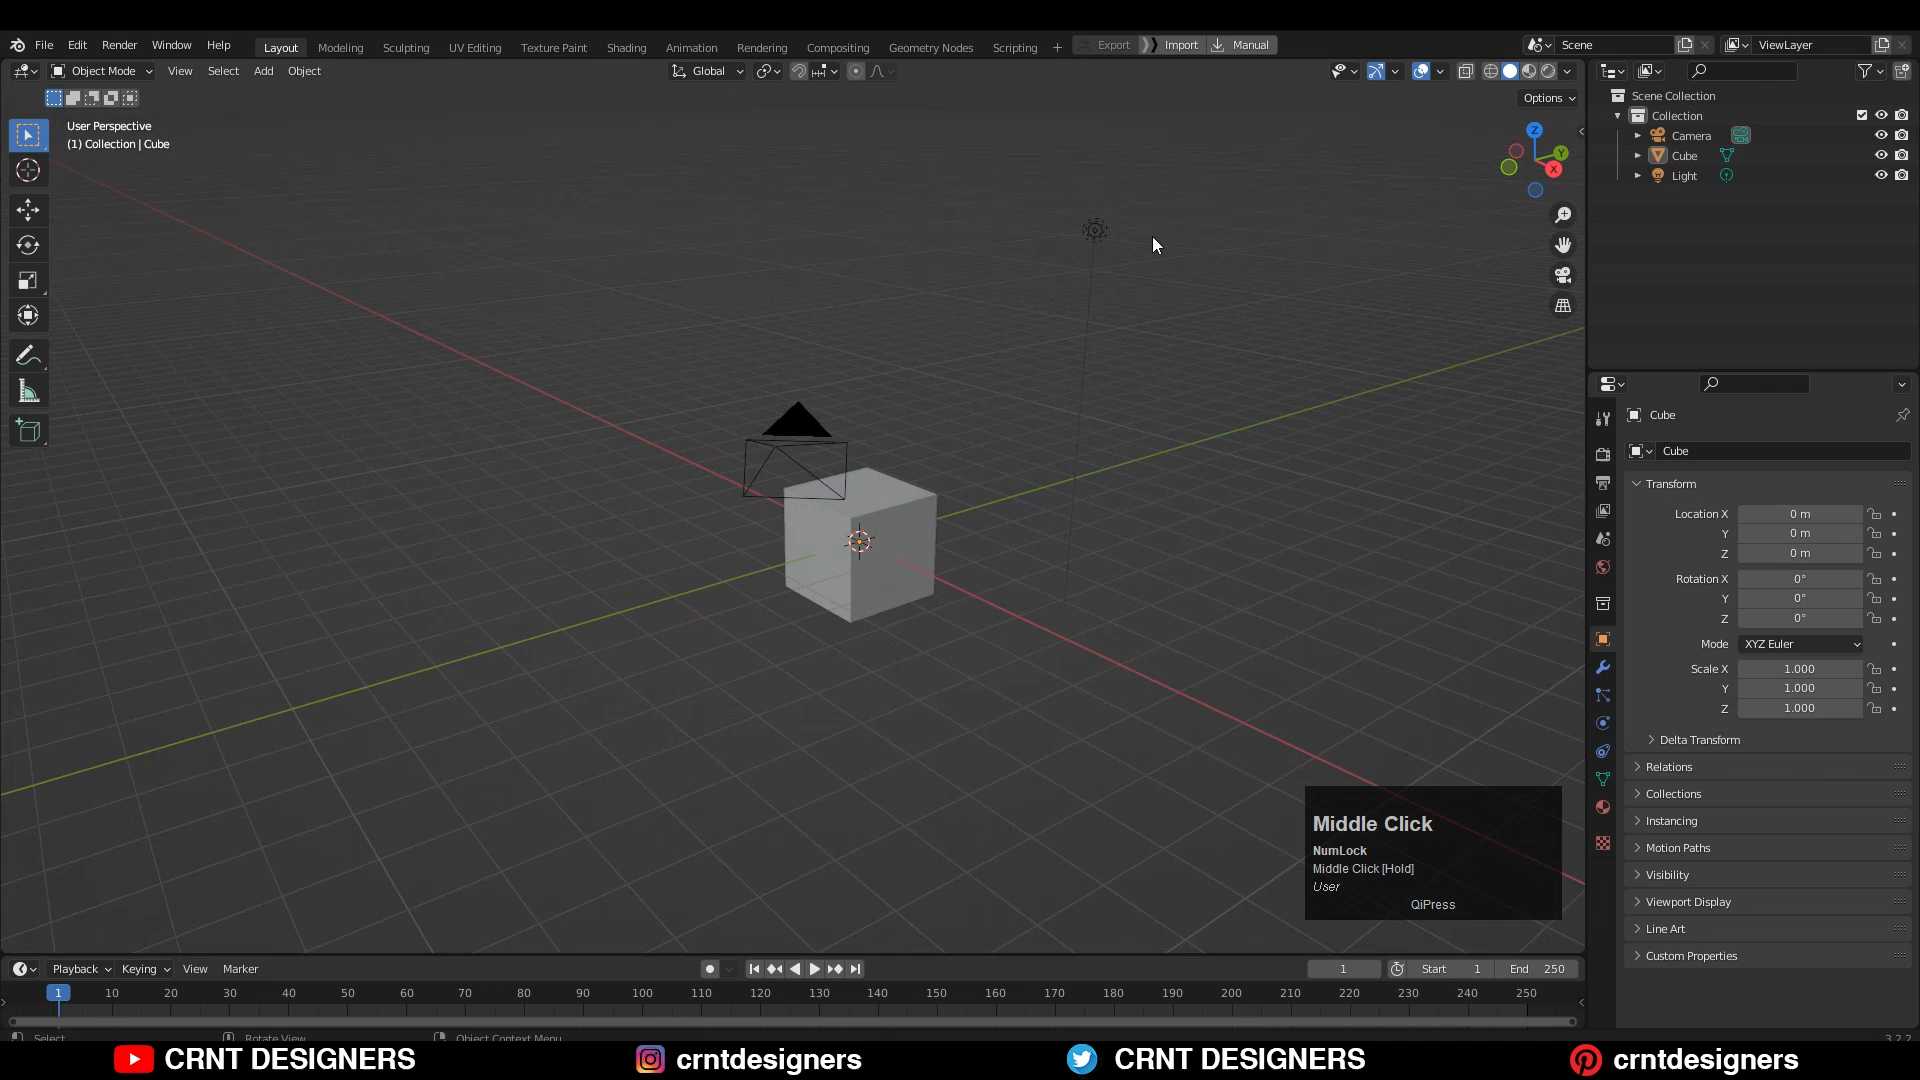 File Edit Render Window Help Layout Modeling Sculpting UV Editing Texture Paint Shading Animation Rendering Compositing Geometry Nodes Scripting + Export Import Manual Scene ViewLayer
Object Mode View Select Add Object Global
Options
User Perspective
(1) Collection | Cube
Z
Y
X
Scene Collection
Collection
Camera
Cube
Light
Cube
Cube
Transform
Location X 0 m
Y 0 m
Z 0 m
Rotation X 0°
Y 0°
Z 0°
Mode XYZ Euler
Scale X 1.000
Y 1.000
Z 1.000
Delta Transform
Relations
Collections
Instancing
Motion Paths
Visibility
Viewport Display
Line Art
Custom Properties
Middle Click
NumLock
Middle Click [Hold]
User
QiPress
Playback Keying View Marker 1 Start 1 End 250
1 10 20 30 40 50 60 70 80 90 100 110 120 130 140 150 160 170 180 190 200 210 220 230 240 250
Select Rotate View Object Context Menu 3.2.2
CRNT DESIGNERS crntdesigners CRNT DESIGNERS crntdesigners